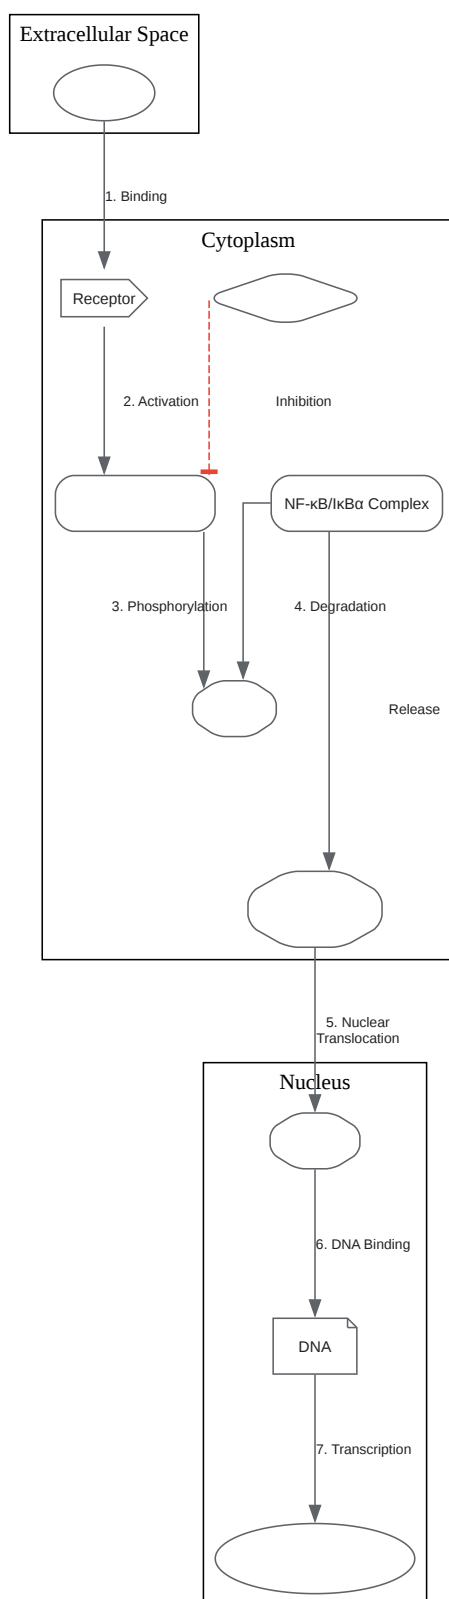 Extracellular Space
1. Binding
Cytoplasm
Receptor
2. Activation
Inhibition
NF-κB/IκBα Complex
3. Phosphorylation
4. Degradation
Release
5. Nuclear
Translocation
Nucleus
6. DNA Binding
DNA
7. Transcription